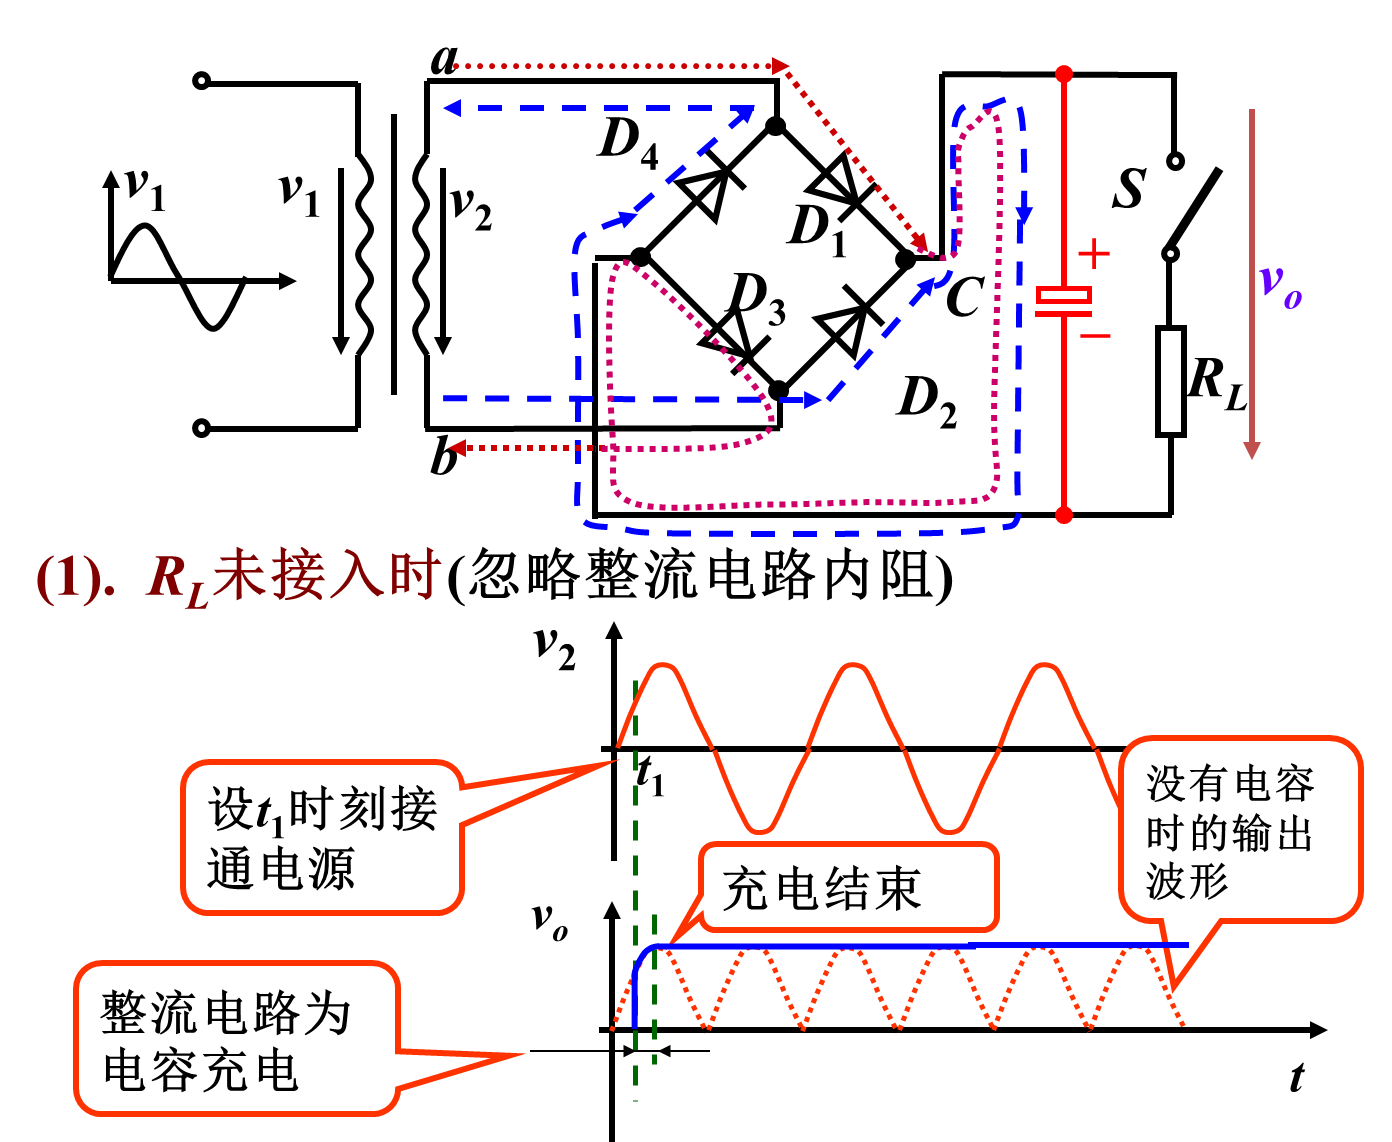 a
D4
v1
v1
v2
D1
S
D3
C
+
−
vo
D2
RL
b
(1). RL未接入时(忽略整流电路内阻)
v2
t1
设t1时刻接
通电源
没有电容
时的输出
波形
充电结束
vo
整流电路为
电容充电
t